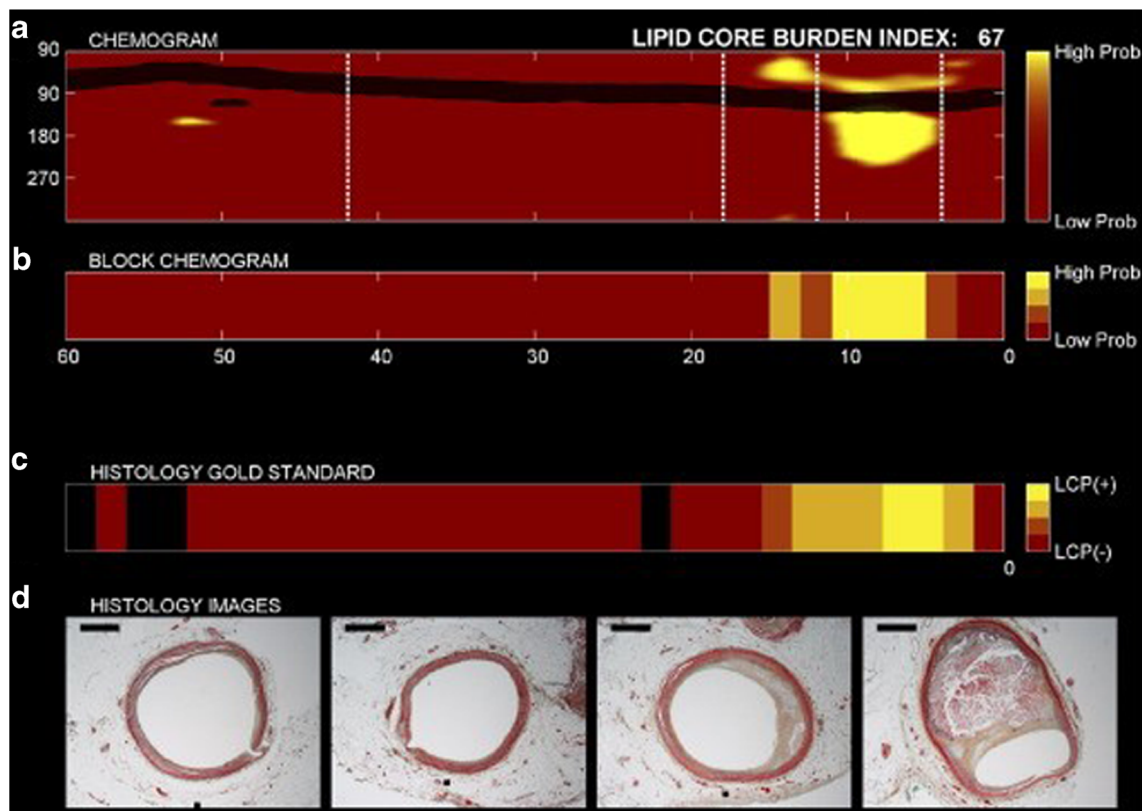 a
CHEMOGRAM
LIPID CORE BURDEN INDEX: 67
90
90
180
270
High Prob
Low Prob
b
BLOCK CHEMOGRAM
High Prob
Low Prob
60 50 40 30 20 10 0
c
HISTOLOGY GOLD STANDARD
LCP(+)
LCP(-)
0
d
HISTOLOGY IMAGES